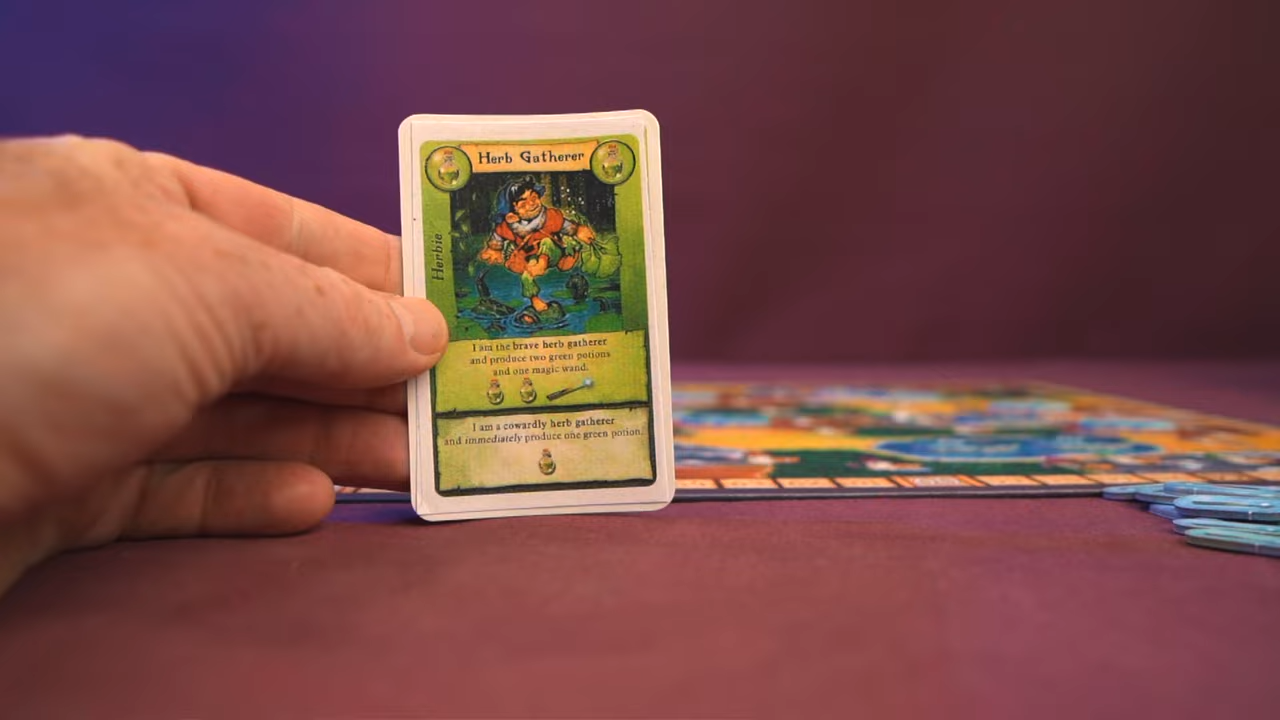 Herb Gatherer
Herbie
I am the brave herb gatherer
and produce two green potions
and one magic wand.
I am a cowardly herb gatherer
and immediately produce one green potion.